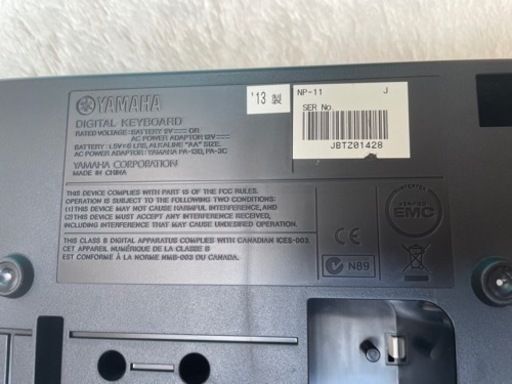 YAMAHA
DIGITAL KEYBOARD
RATED VOLTAGE : BATTERY 9V OR
AC POWER ADAPTOR 12V
BATTERY : 1.5V×6 LR6, ALKALINE "AA" SIZE.
AC POWER ADAPTOR : YAMAHA PA-130, PA-3C
YAMAHA CORPORATION
MADE IN CHINA
'13 製
NP-11 J
SER No.
JBTZ01428
THIS DEVICE COMPLIES WITH PART 15 OF THE FCC RULES.
OPERATION IS SUBJECT TO THE FOLLOWING TWO CONDITIONS:
(1) THIS DEVICE MAY NOT CAUSE HARMFUL INTERFERENCE, AND
(2) THIS DEVICE MUST ACCEPT ANY INTERFERENCE RECEIVED,
INCLUDING INTERFERENCE THAT MAY CAUSE UNDESIRED OPERATION.
THIS CLASS B DIGITAL APPARATUS COMPLIES WITH CANADIAN ICES-003.
CET APPAREIL NUMÉRIQUE DE LA CLASSE B
EST CONFORME À LA NORME NMB-003 DU CANADA.
VERIFIED
EMC
CE
N89